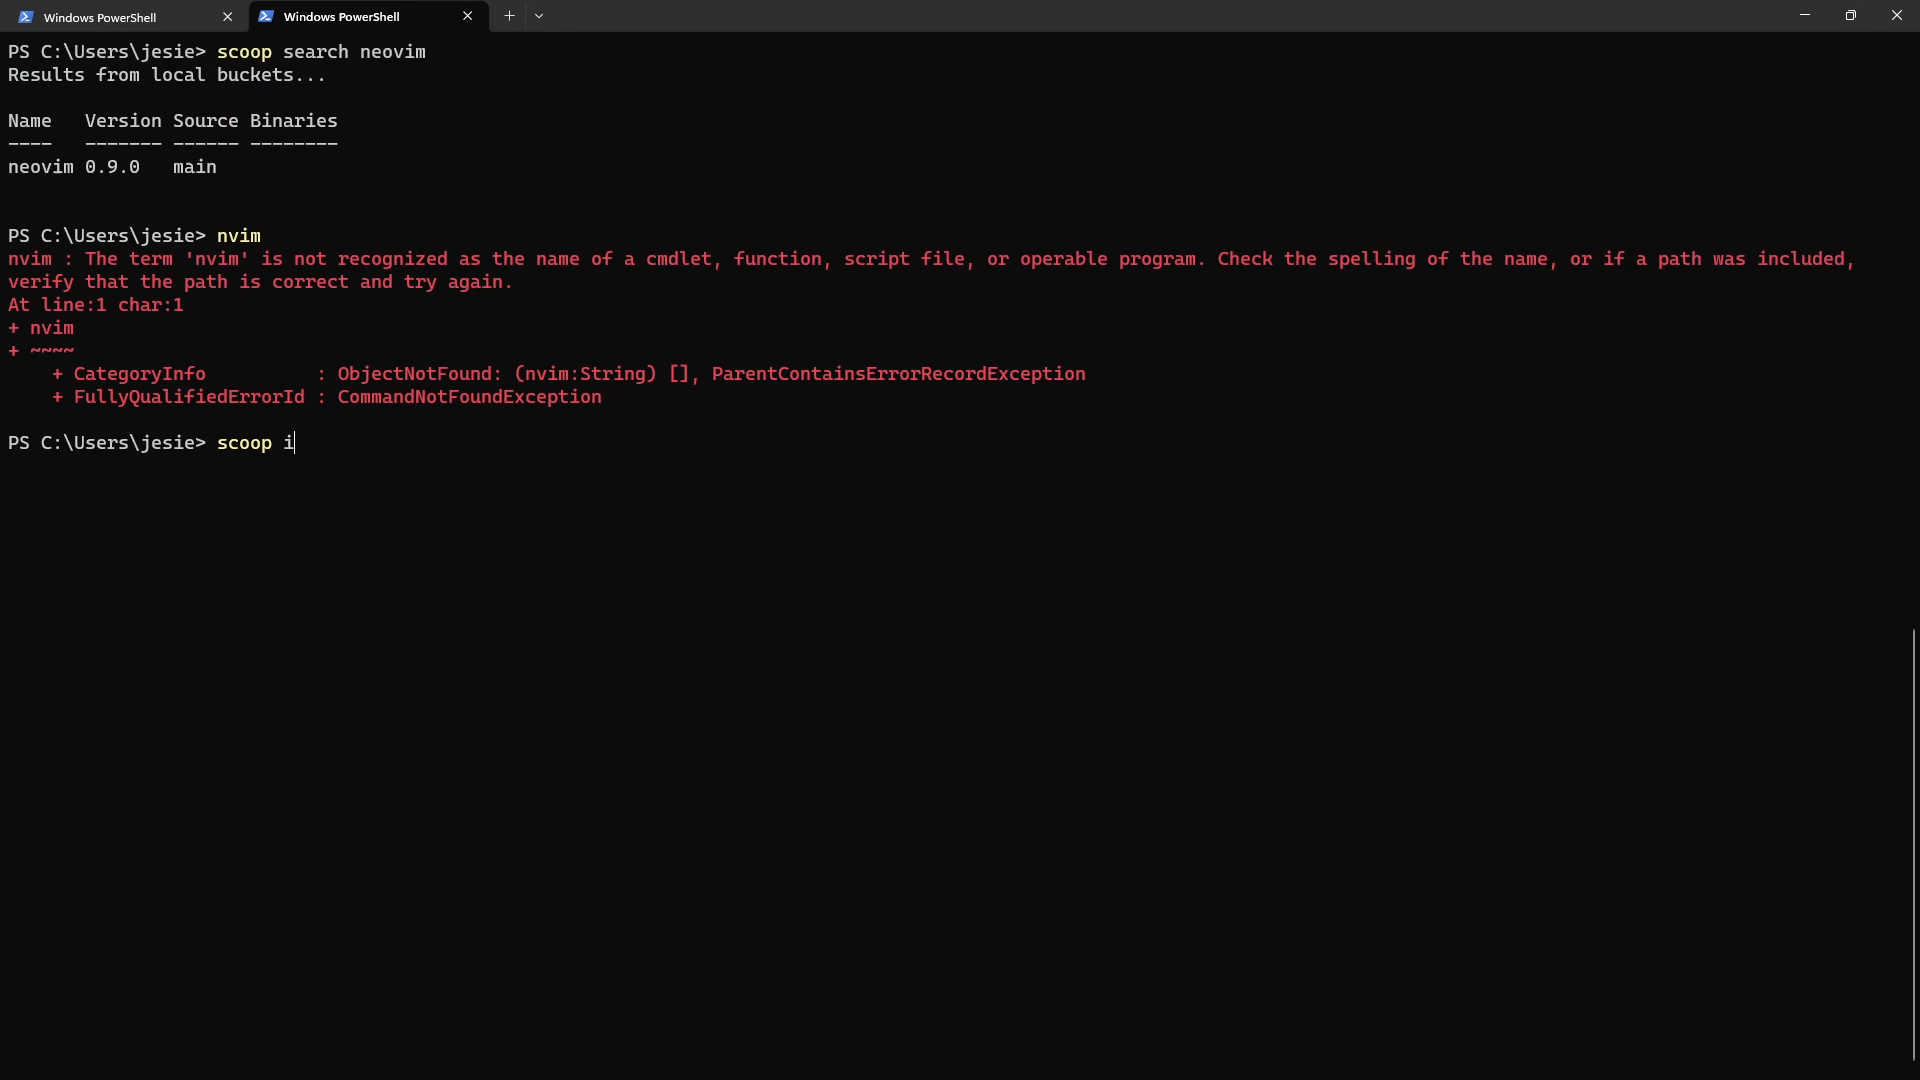 Windows PowerShell
Windows PowerShell
PS C:\Users\jesie> scoop search neovim
Results from local buckets...
Name   Version Source Binaries
----   ------- ------ --------
neovim 0.9.0   main
PS C:\Users\jesie> nvim
nvim : The term 'nvim' is not recognized as the name of a cmdlet, function, script file, or operable program. Check the spelling of the name, or if a path was included,
verify that the path is correct and try again.
At line:1 char:1
+ nvim
+ ~~~~
    + CategoryInfo          : ObjectNotFound: (nvim:String) [], ParentContainsErrorRecordException
    + FullyQualifiedErrorId : CommandNotFoundException
PS C:\Users\jesie> scoop i